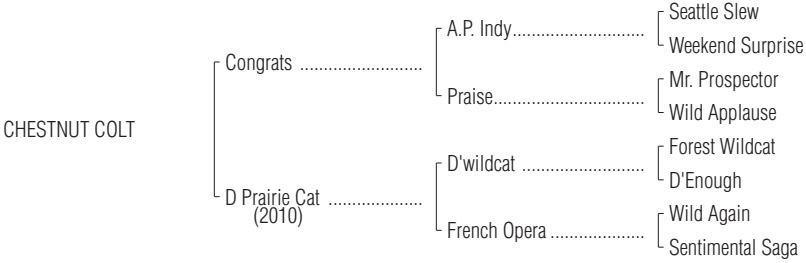 Seattle Slew
A.P. Indy..............................
Weekend Surprise
Congrats ..........................
Mr. Prospector
Praise.................................
Wild Applause
CHESTNUT COLT
Forest Wildcat
D'wildcat ..........................
D'Enough
D Prairie Cat ....................
(2010)
Wild Again
French Opera ....................
Sentimental Saga